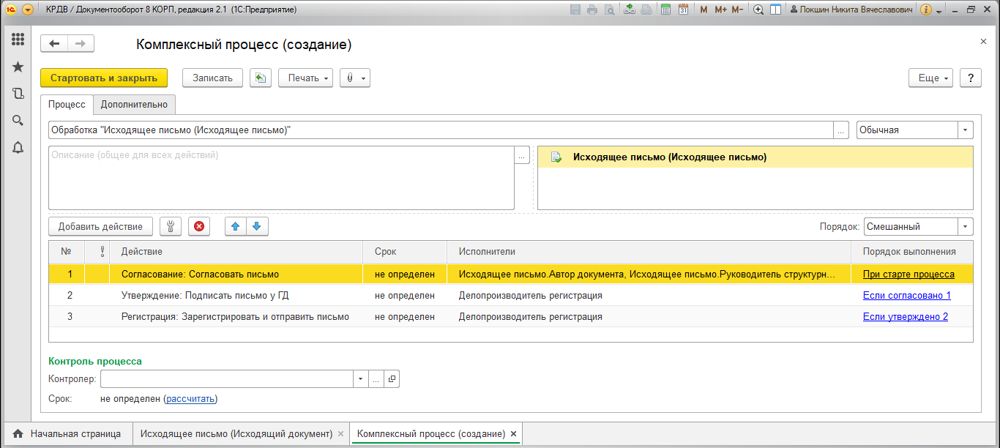 КРДВ / Документооборот 8 КОРП, редакция 2.1 (1С:Предприятие)
31
M M+ M-
Локшин Никита Вячеславович
Комплексный процесс (создание)
Стартовать и закрыть
Записать
Печать
Еще
?
Процесс
Дополнительно
Обработка "Исходящее письмо (Исходящее письмо)"
...
Обычная
Описание (общее для всех действий)
...
Исходящее письмо (Исходящее письмо)
Добавить действие
Порядок: Смешанный
№ ! Действие Срок Исполнители Порядок выполнения
1 Согласование: Согласовать письмо не определен Исходящее письмо.Автор документа, Исходящее письмо.Руководитель структурн... При старте процесса
2 Утверждение: Подписать письмо у ГД не определен Делопроизводитель регистрация Если согласовано 1
3 Регистрация: Зарегистрировать и отправить письмо не определен Делопроизводитель регистрация Если утверждено 2
Контроль процесса
Контролер: ...
Срок: не определен (рассчитать)
Начальная страница
Исходящее письмо (Исходящий документ)
Комплексный процесс (создание)